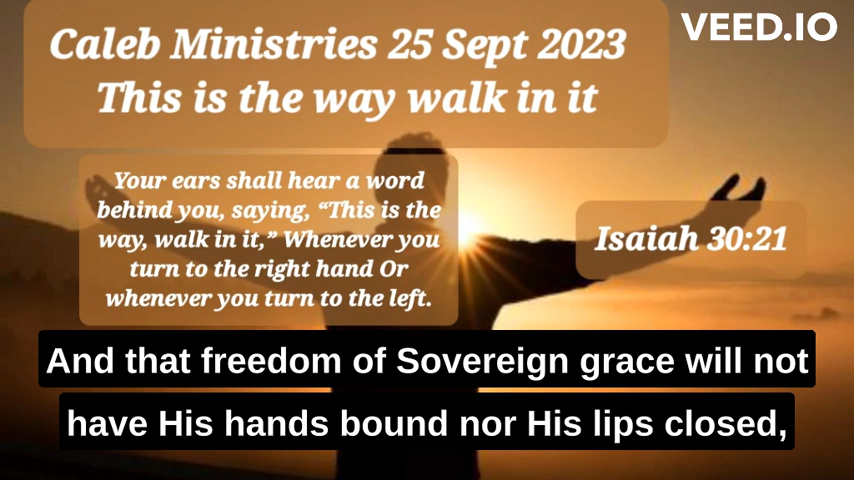 VEED.IO
Caleb Ministries 25 Sept 2023
This is the way walk in it
Your ears shall hear a word
behind you, saying, “This is the
way, walk in it,” Whenever you
turn to the right hand Or
whenever you turn to the left.
Isaiah 30:21
And that freedom of Sovereign grace will not
have His hands bound nor His lips closed,